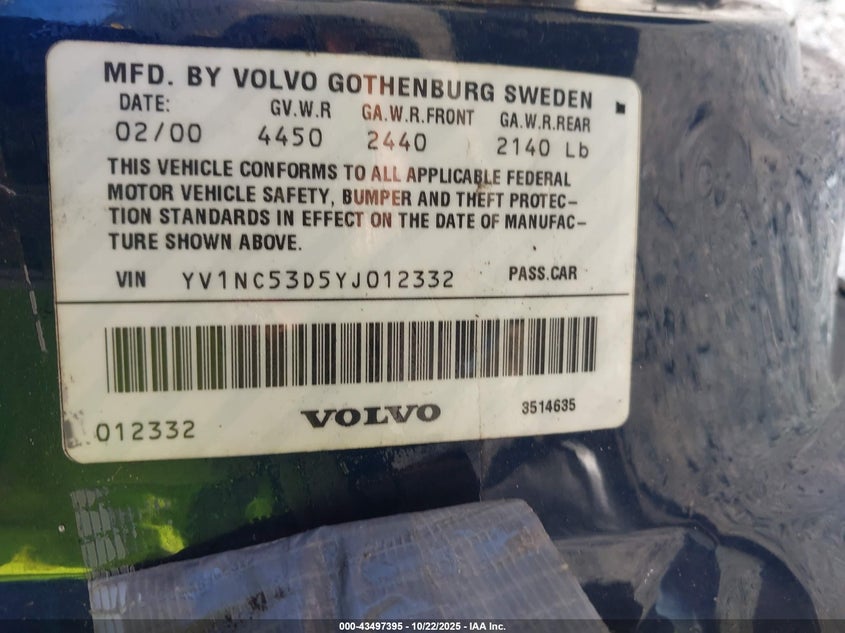 MFD. BY VOLVO GOTHENBURG SWEDEN
DATE: GV.W.R GA.W.R.FRONT GA.W.R.REAR
02/00 4450 2440 2140 Lb
THIS VEHICLE CONFORMS TO ALL APPLICABLE FEDERAL
MOTOR VEHICLE SAFETY, BUMPER AND THEFT PROTEC-
TION STANDARDS IN EFFECT ON THE DATE OF MANUFAC-
TURE SHOWN ABOVE.
VIN YV1NC53D5YJ012332 PASS.CAR
012332 VOLVO 3514635
000-43497395 - 10/22/2025 - IAA Inc.